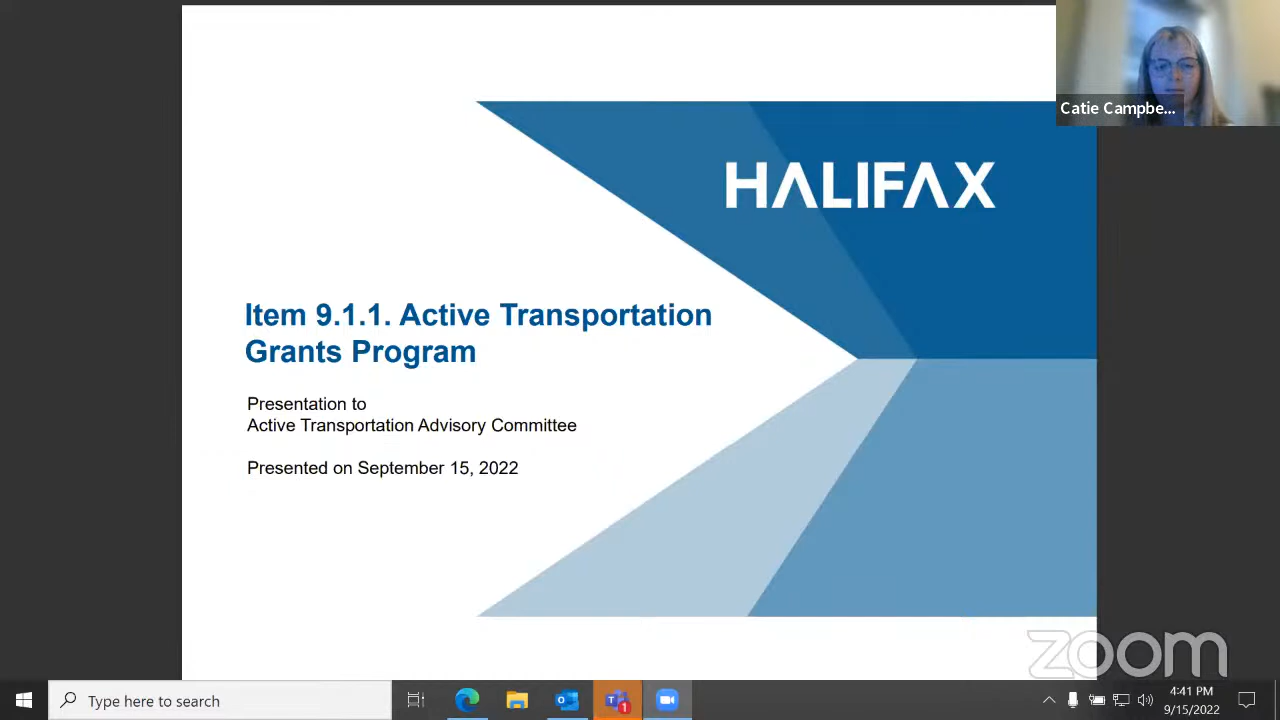 Catie Campbe...
HALIFAX
Item 9.1.1. Active Transportation
Grants Program
Presentation to
Active Transportation Advisory Committee
Presented on September 15, 2022
zoom
Type here to search
1
4:41 PM
9/15/2022